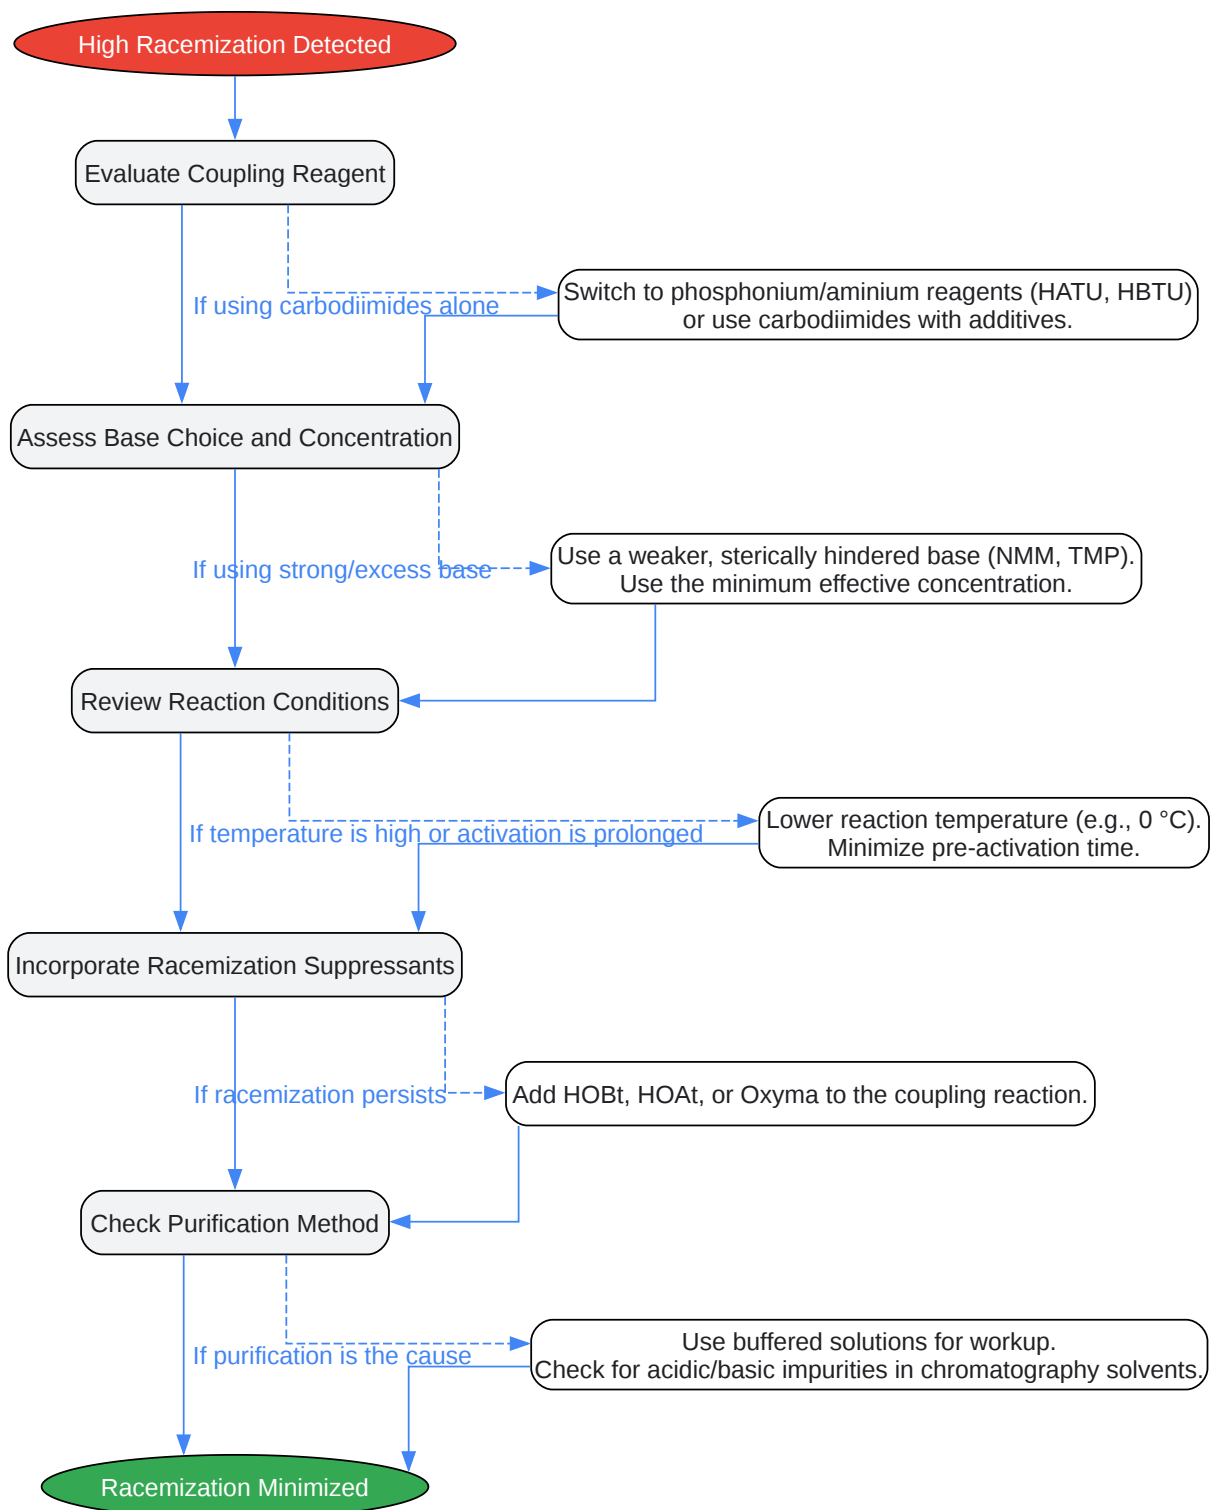 High Racemization Detected
Evaluate Coupling Reagent
If using carbodiimides alone
Switch to phosphonium/aminium reagents (HATU, HBTU)
or use carbodiimides with additives.
Assess Base Choice and Concentration
If using strong/excess base
Use a weaker, sterically hindered base (NMM, TMP).
Use the minimum effective concentration.
Review Reaction Conditions
If temperature is high or activation is prolonged
Lower reaction temperature (e.g., 0 °C).
Minimize pre-activation time.
Incorporate Racemization Suppressants
If racemization persists
Add HOBt, HOAt, or Oxyma to the coupling reaction.
Check Purification Method
If purification is the cause
Use buffered solutions for workup.
Check for acidic/basic impurities in chromatography solvents.
Racemization Minimized